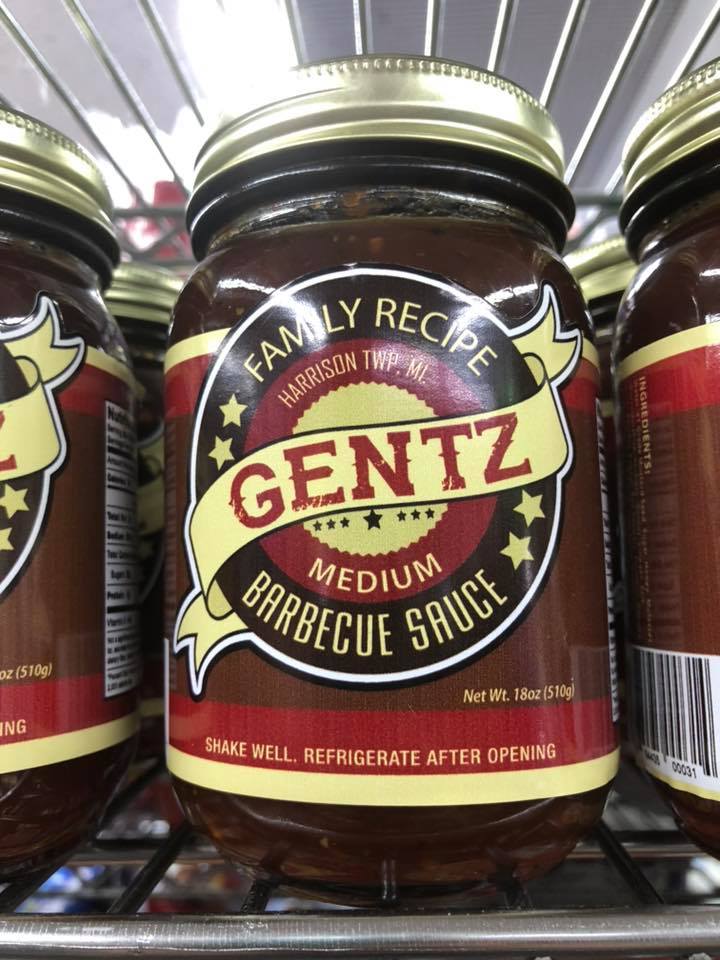 FAMILY RECIPE
HARRISON TWP. MI.
GENTZ
MEDIUM
BARBECUE SAUCE
Net Wt. 18oz (510g)
SHAKE WELL. REFRIGERATE AFTER OPENING
Z
oz (510g)
ING
INGREDIENTS:
00031